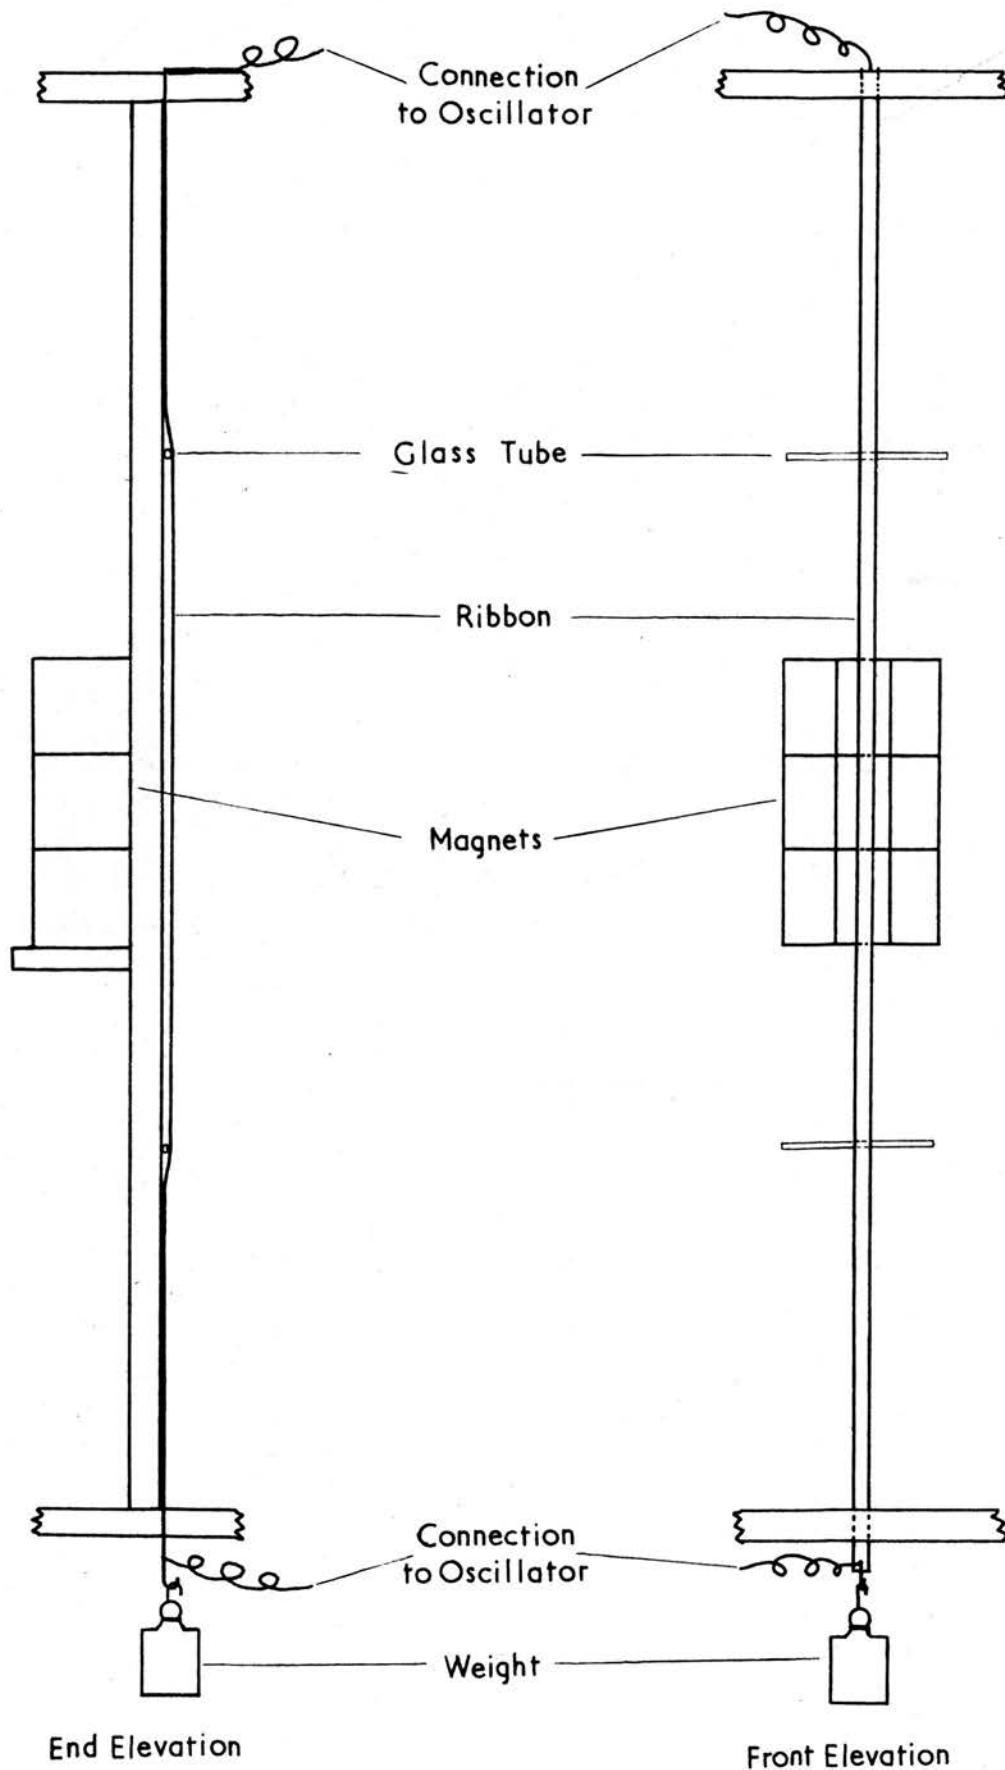 Connection
to Oscillator
Glass Tube
Ribbon
Magnets
Connection
to Oscillator
Weight
End Elevation
Front Elevation